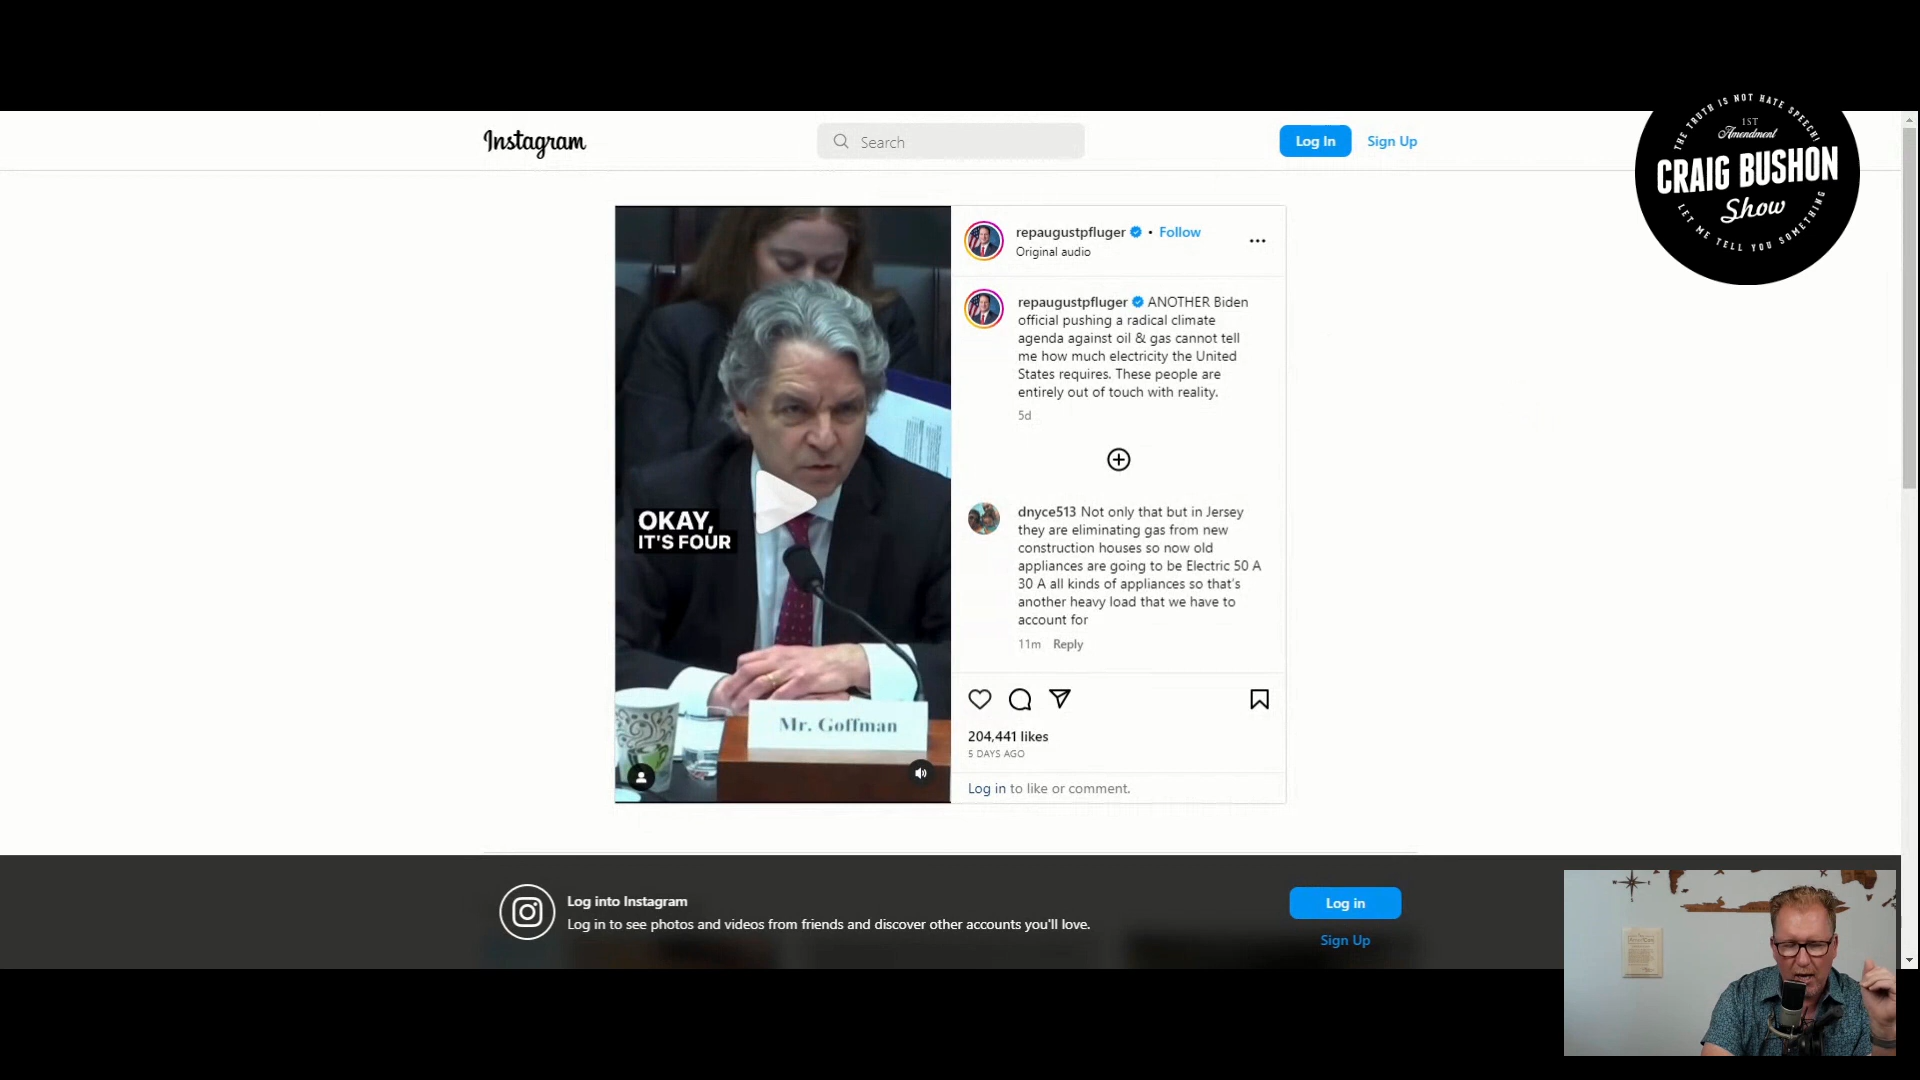 THE TRUTH IS NOT HATE SPEECH!
1ST
Amendment
CRAIG BUSHON
Show
LET ME TELL YOU SOMETHING
Instagram
Search
Log In
Sign Up
repaugustpfluger • Follow
Original audio
repaugustpfluger ANOTHER Biden
official pushing a radical climate
agenda against oil & gas cannot tell
me how much electricity the United
States requires. These people are
entirely out of touch with reality.
5d
dnyce513 Not only that but in Jersey
they are eliminating gas from new
construction houses so now old
appliances are going to be Electric 50 A
30 A all kinds of appliances so that's
another heavy load that we have to
account for
11m Reply
204,441 likes
5 DAYS AGO
Log in to like or comment.
OKAY,
IT'S FOUR
Mr. Goffman
Log into Instagram
Log in to see photos and videos from friends and discover other accounts you'll love.
Log in
Sign Up